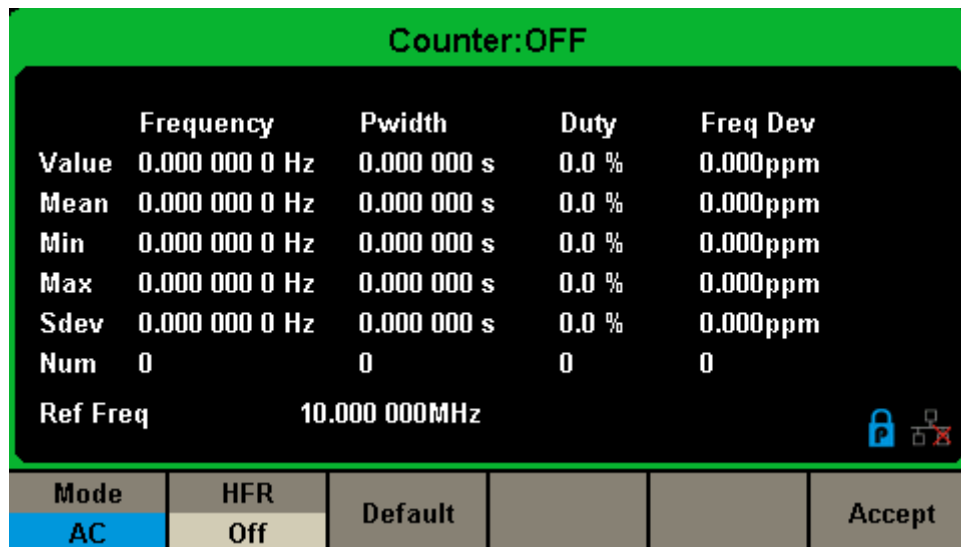 Counter:OFF
Frequency Pwidth Duty Freq Dev
Value 0.000 000 0 Hz 0.000 000 s 0.0 % 0.000ppm
Mean 0.000 000 0 Hz 0.000 000 s 0.0 % 0.000ppm
Min 0.000 000 0 Hz 0.000 000 s 0.0 % 0.000ppm
Max 0.000 000 0 Hz 0.000 000 s 0.0 % 0.000ppm
Sdev 0.000 000 0 Hz 0.000 000 s 0.0 % 0.000ppm
Num 0 0 0 0
Ref Freq 10.000 000MHz
P
Mode HFR Default Accept
AC Off